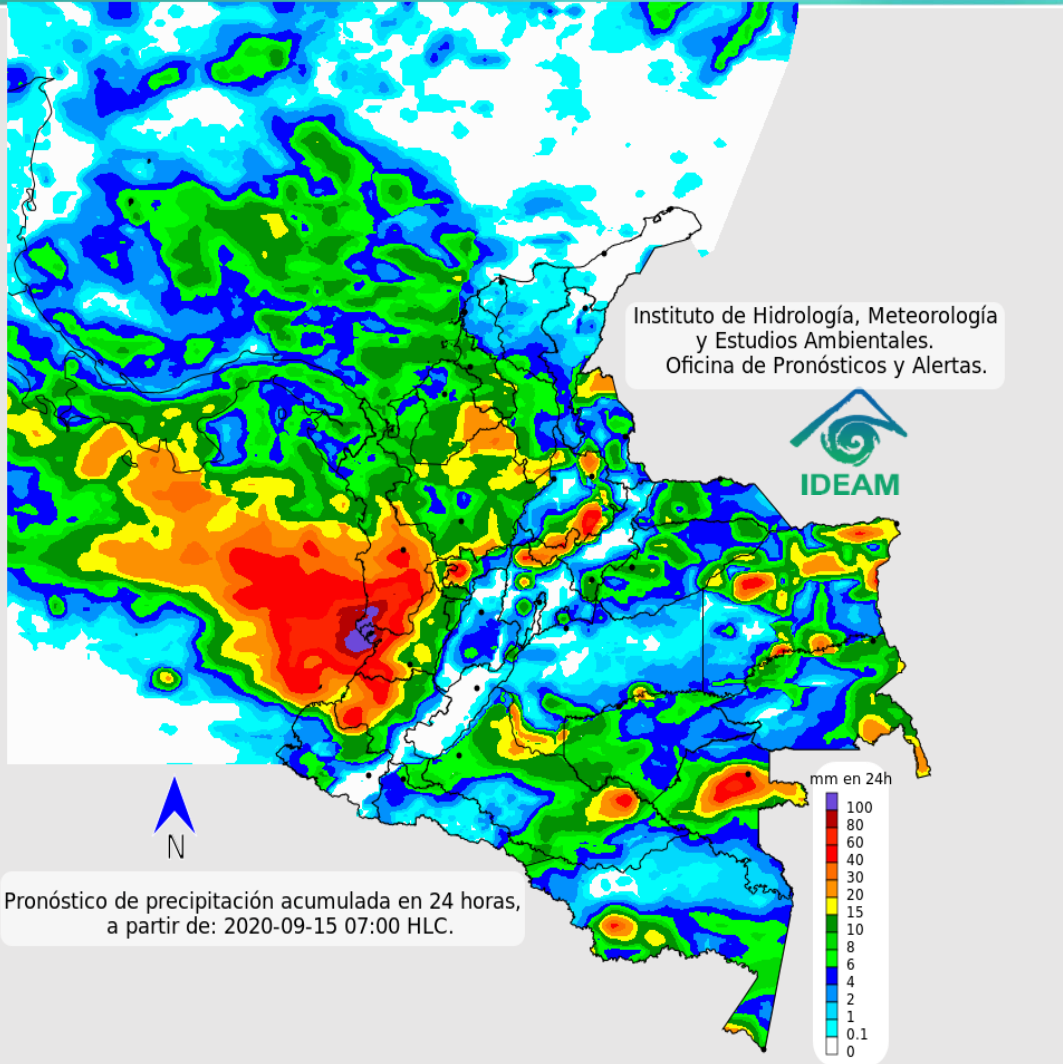 Instituto de Hidrología, Meteorología
y Estudios Ambientales.
Oficina de Pronósticos y Alertas.
IDEAM
N
Pronóstico de precipitación acumulada en 24 horas,
a partir de: 2020-09-15 07:00 HLC.
mm en 24h
100
80
60
40
30
20
15
10
8
6
4
2
1
0.1
0